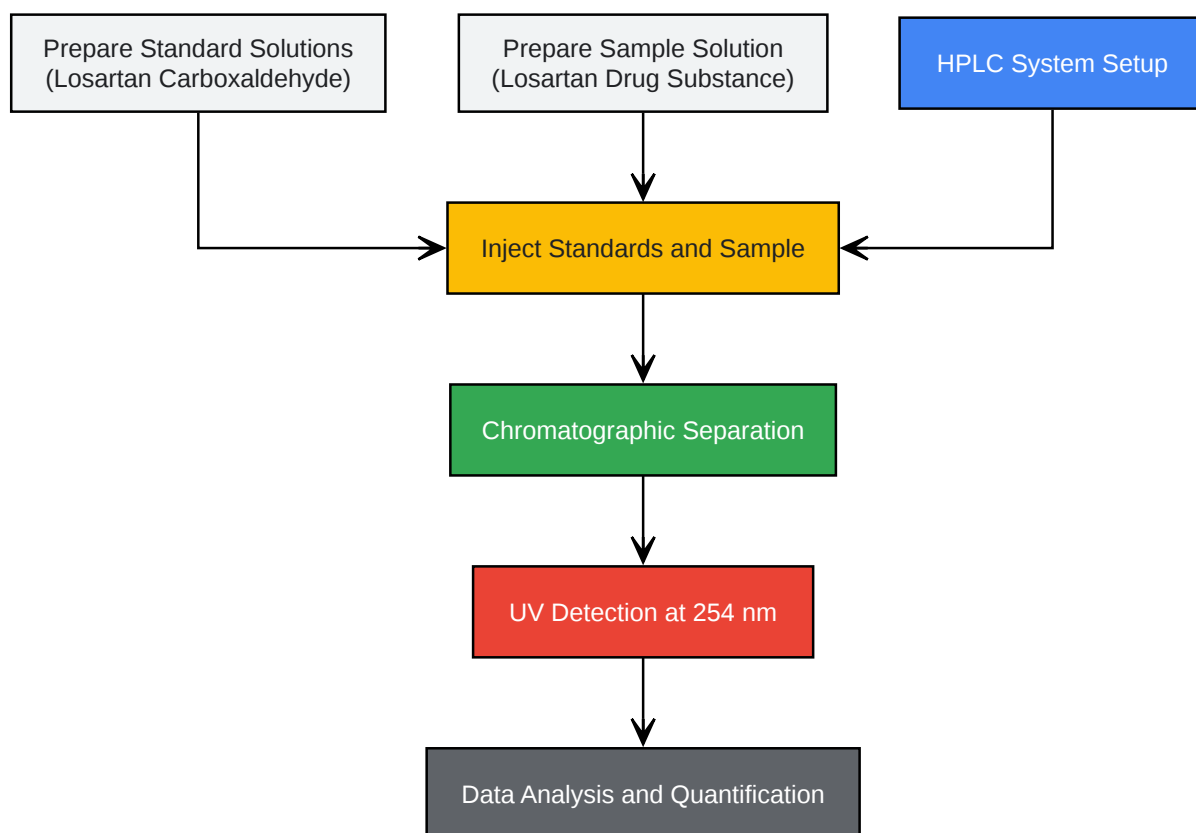 Prepare Standard Solutions
(Losartan Carboxaldehyde)
Prepare Sample Solution
(Losartan Drug Substance)
HPLC System Setup
Inject Standards and Sample
Chromatographic Separation
UV Detection at 254 nm
Data Analysis and Quantification